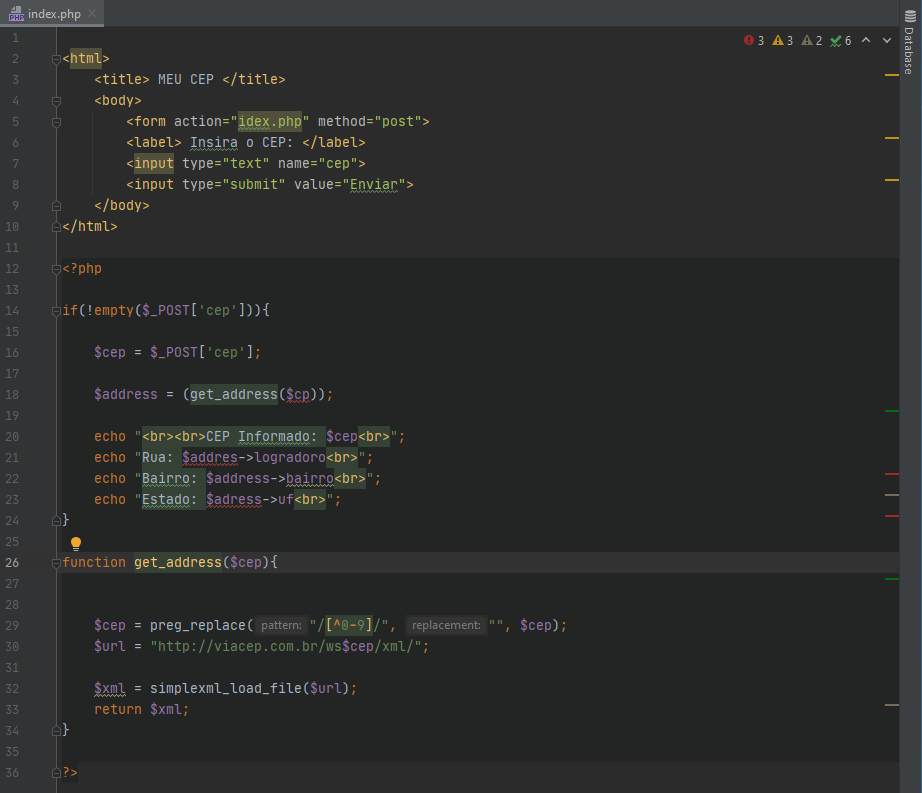 index.php
3 3 2 6
Database
1
2 <html>
3 <title> MEU CEP </title>
4 <body>
5 <form action="idex.php" method="post">
6 <label> Insira o CEP: </label>
7 <input type="text" name="cep">
8 <input type="submit" value="Enviar">
9 </body>
10 </html>
11
12 <?php
13
14 if(!empty($_POST['cep'])){
15
16 $cep = $_POST['cep'];
17
18 $address = (get_address($cp));
19
20 echo "<br><br>CEP Informado: $cep<br>";
21 echo "Rua: $addres->logradoro<br>";
22 echo "Bairro: $address->bairro<br>";
23 echo "Estado: $adress->uf<br>";
24 }
25
26 function get_address($cep){
27
28
29 $cep = preg_replace( pattern: "/[^0-9]/", replacement: "", $cep);
30 $url = "http://viacep.com.br/ws$cep/xml/";
31
32 $xml = simplexml_load_file($url);
33 return $xml;
34 }
35
36 ?>